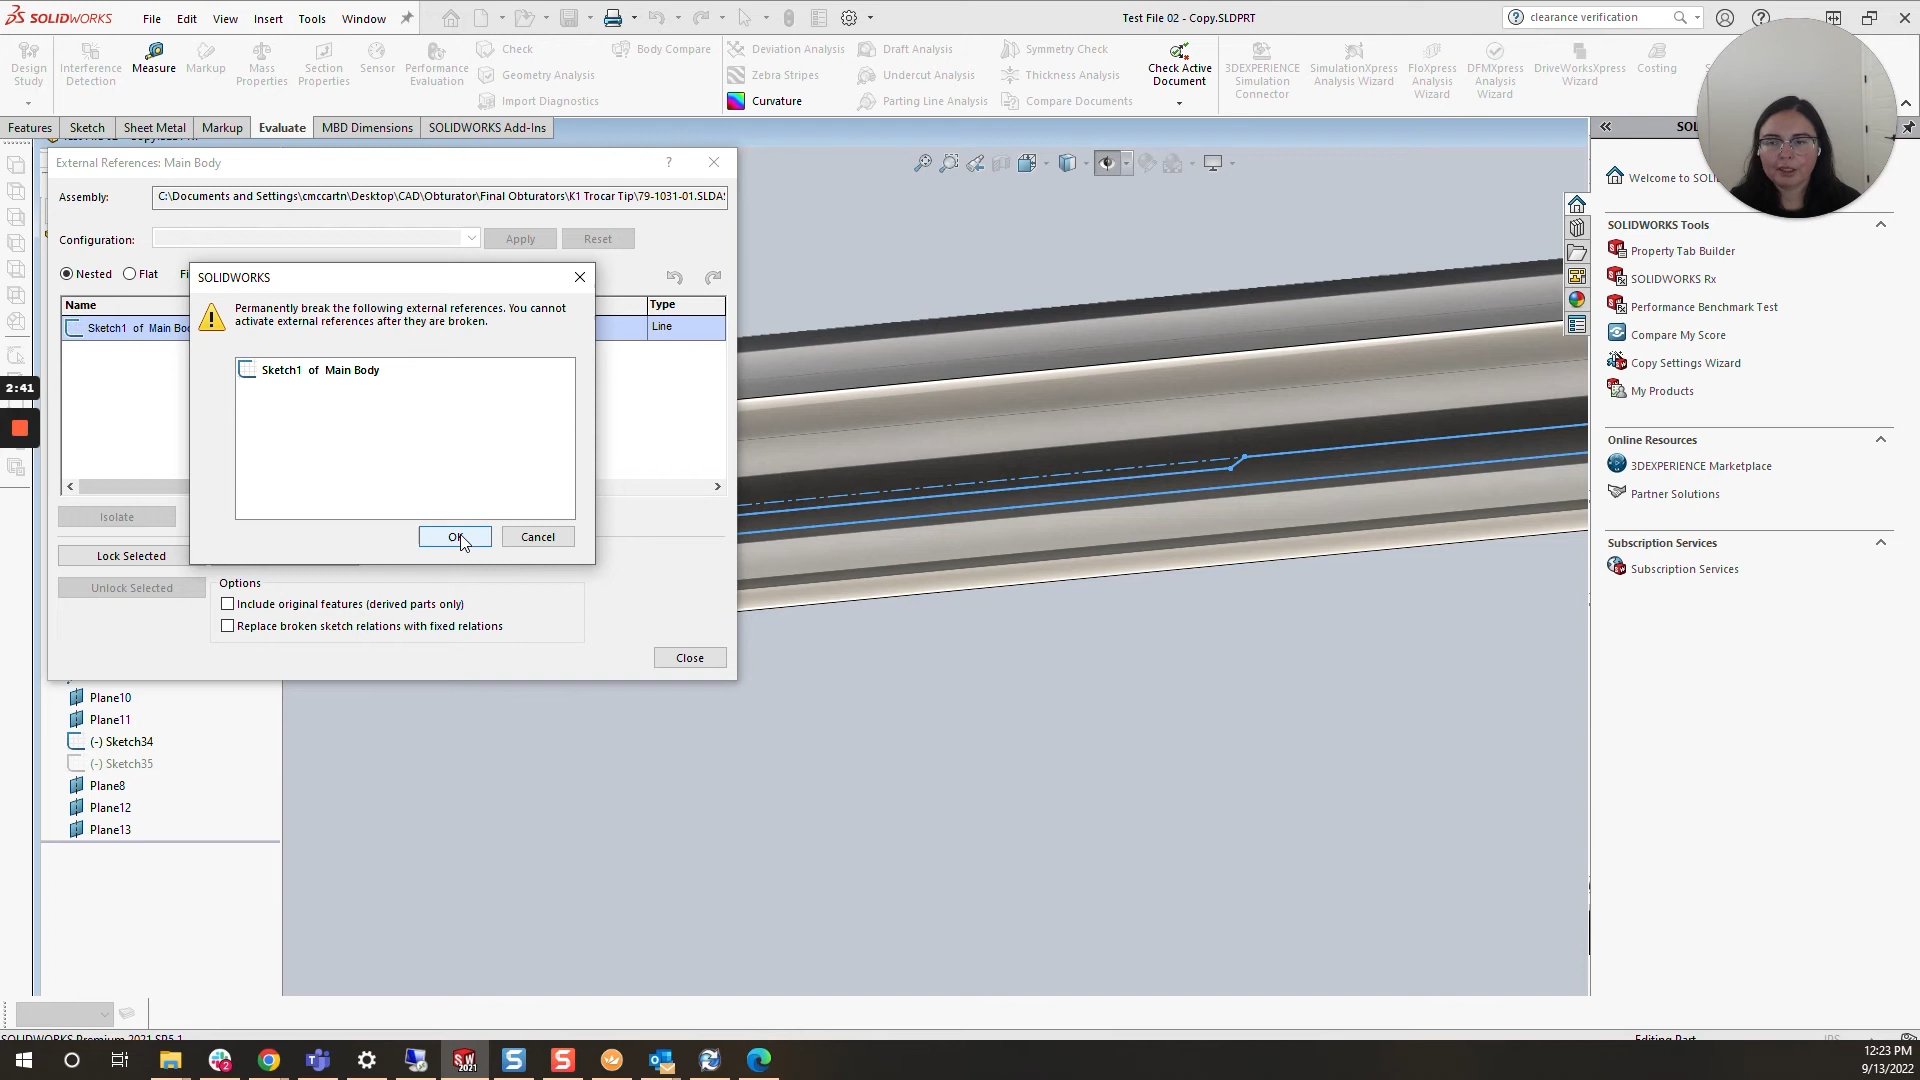 SOLIDWORKS
File
Edit
View
Insert
Tools
Window
Test File 02 - Copy.SLDPRT
clearance verification
Design
Study
Interference
Detection
Measure
Markup
Mass
Properties
Section
Properties
Sensor
Performance
Evaluation
Check
Geometry Analysis
Import Diagnostics
Body Compare
Deviation Analysis
Zebra Stripes
Curvature
Draft Analysis
Undercut Analysis
Parting Line Analysis
Symmetry Check
Thickness Analysis
Compare Documents
Check Active
Document
3DEXPERIENCE
Simulation
Connector
SimulationXpress
Analysis Wizard
FloXpress
Analysis
Wizard
DFMXpress
Analysis
Wizard
DriveWorksXpress
Wizard
Costing
Features
Sketch
Sheet Metal
Markup
Evaluate
MBD Dimensions
SOLIDWORKS Add-Ins
External References: Main Body
?
Assembly:
C:\Documents and Settings\cmccartn\Desktop\CAD\Obturator\Final Obturators\K1 Trocar Tip\79-1031-01.SLDAS
Configuration:
Apply
Reset
Nested
Flat
Name
Type
Sketch1 of Main Bo
Line
SOLIDWORKS
Permanently break the following external references. You cannot
activate external references after they are broken.
Sketch1 of Main Body
OK
Cancel
Isolate
Lock Selected
Unlock Selected
Options
Include original features (derived parts only)
Replace broken sketch relations with fixed relations
Close
Plane10
Plane11
(-) Sketch34
(-) Sketch35
Plane8
Plane12
Plane13
2:41
SOL
Welcome to SOL
SOLIDWORKS Tools
Property Tab Builder
SOLIDWORKS Rx
Performance Benchmark Test
Compare My Score
Copy Settings Wizard
My Products
Online Resources
3DEXPERIENCE Marketplace
Partner Solutions
Subscription Services
Subscription Services
SOLIDWORKS Premium 2021 SP5.1
Editing Part
IPS
12:23 PM
9/13/2022